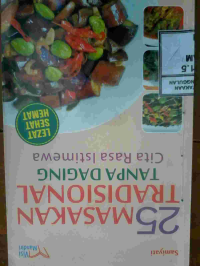 25 MASAKAN
TRADISIONAL
TANPA DAGING
Cita Rasa Istimewa
LEZAT
SEHAT
HEMAT